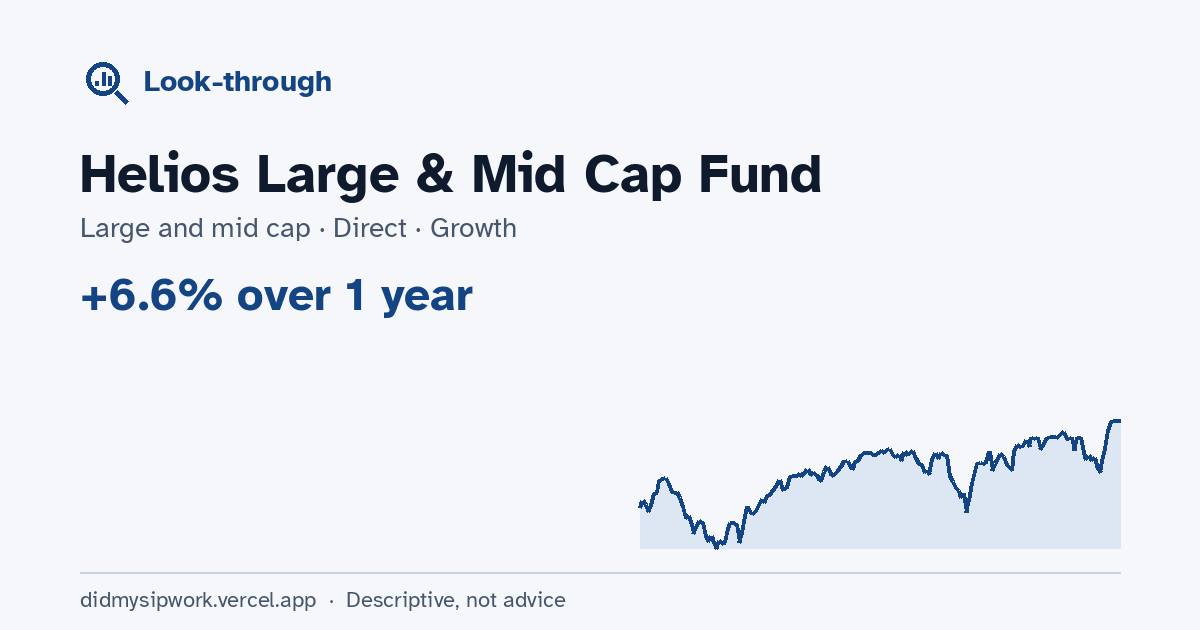 Look-through
Helios Large & Mid Cap Fund
Large and mid cap · Direct · Growth
+6.6% over 1 year
didmysipwork.vercel.app · Descriptive, not advice